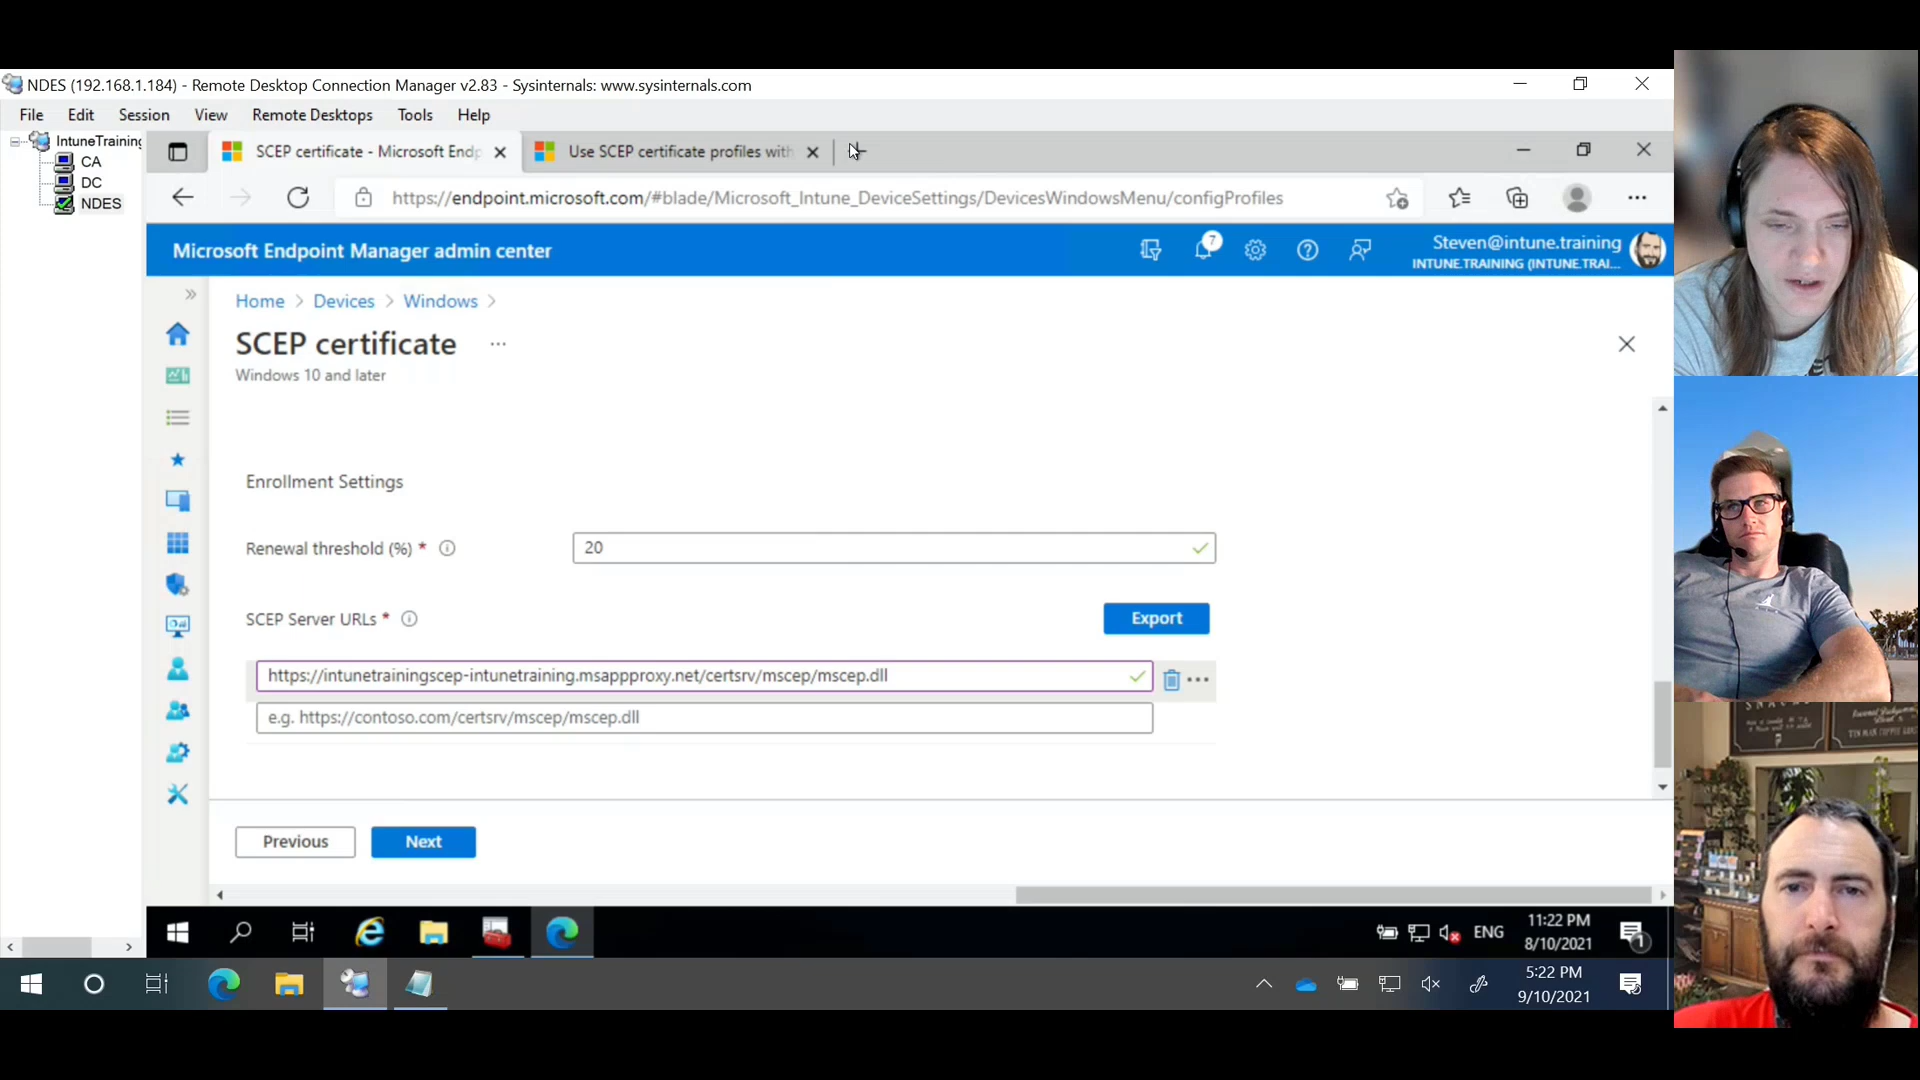 NDES (192.168.1.184) - Remote Desktop Connection Manager v2.83 - Sysinternals: www.sysinternals.com
File Edit Session View Remote Desktops Tools Help
IntuneTraining
CA
DC
NDES
SCEP certificate - Microsoft Endp
Use SCEP certificate profiles with
https://endpoint.microsoft.com/#blade/Microsoft_Intune_DeviceSettings/DevicesWindowsMenu/configProfiles
Microsoft Endpoint Manager admin center
7
Steven@intune.training
INTUNE.TRAINING (INTUNE.TRAI...
Home > Devices > Windows >
SCEP certificate ...
Windows 10 and later
Enrollment Settings
Renewal threshold (%) *
20
SCEP Server URLs *
Export
https://intunetrainingscep-intunetraining.msappproxy.net/certsrv/mscep/mscep.dll
e.g. https://contoso.com/certsrv/mscep/mscep.dll
Previous
Next
ENG
11:22 PM
8/10/2021
1
5:22 PM
9/10/2021